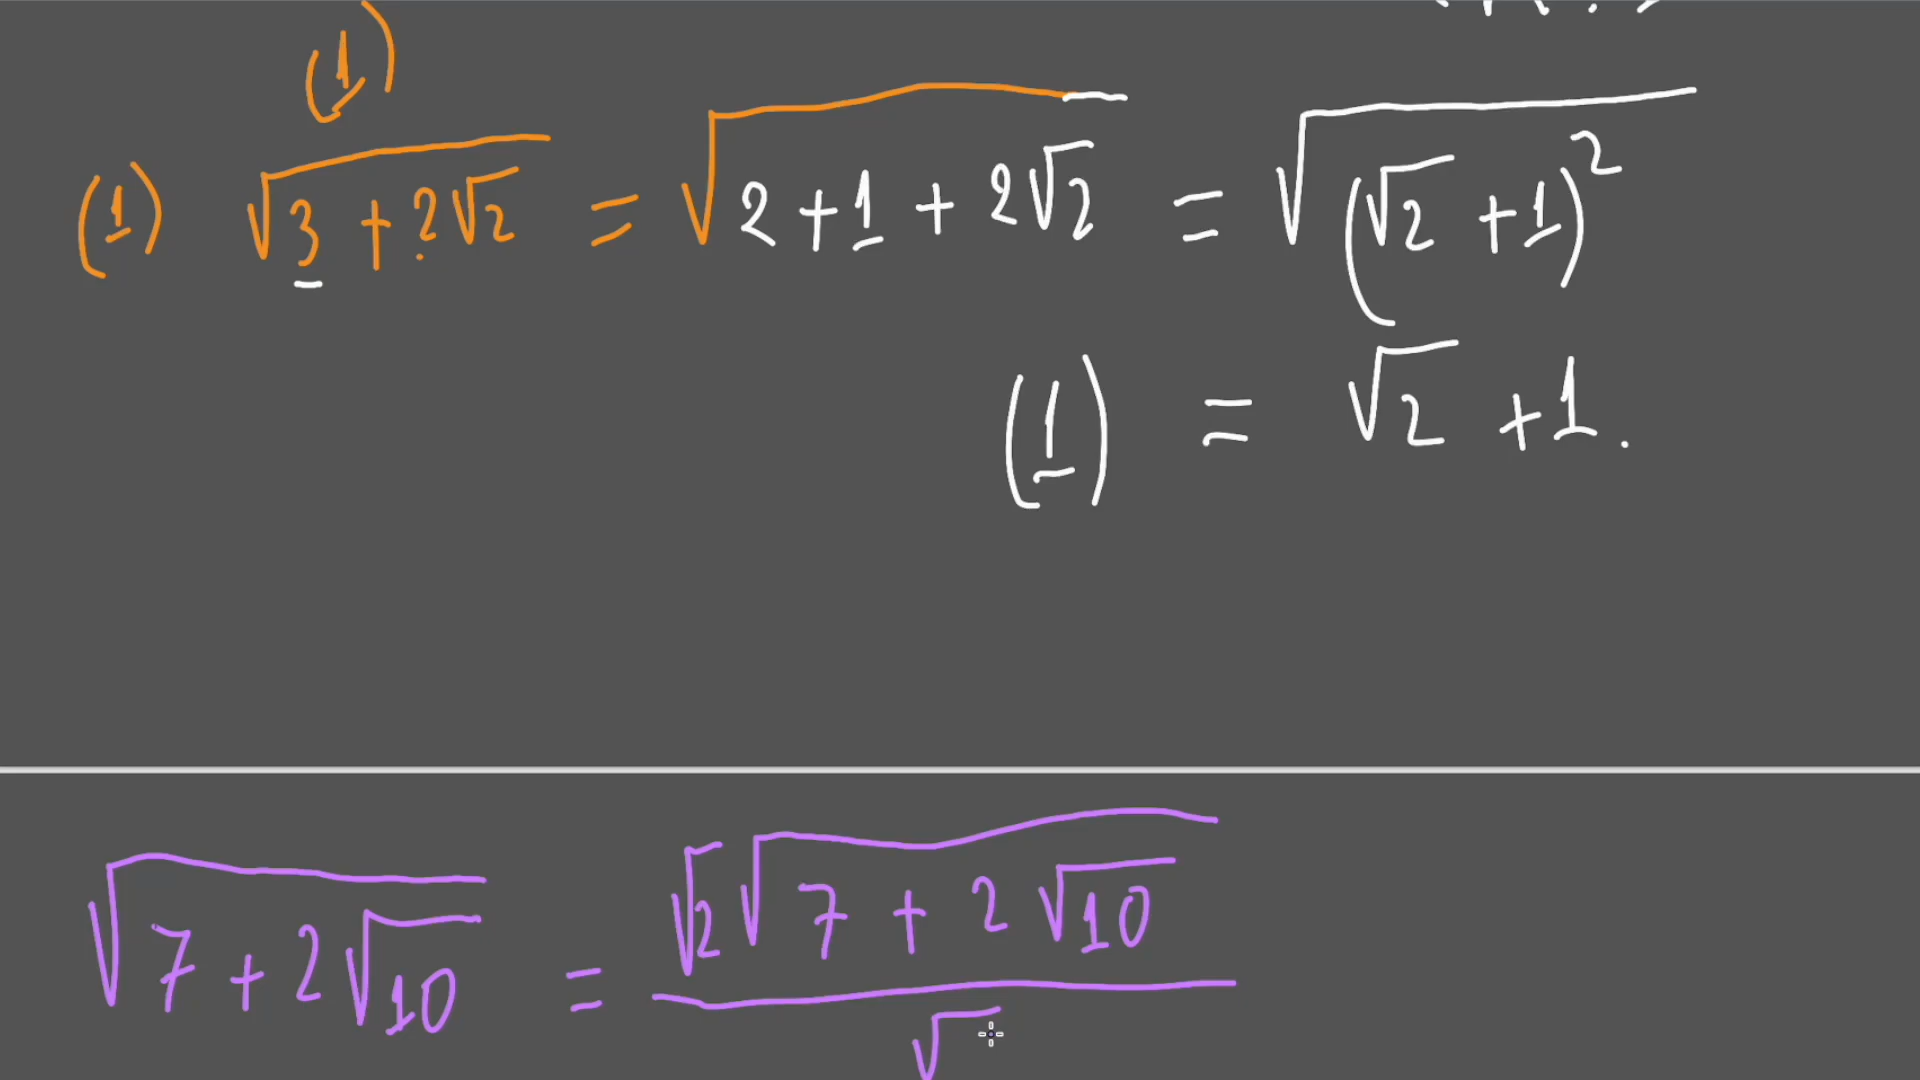 (1)
(1) √(3 + 2√2) = √(2 + 1 + 2√2) = √((√2 + 1)²)
(1) = √2 + 1.
√(7 + 2√10) = √2 √(7 + 2√10) / √